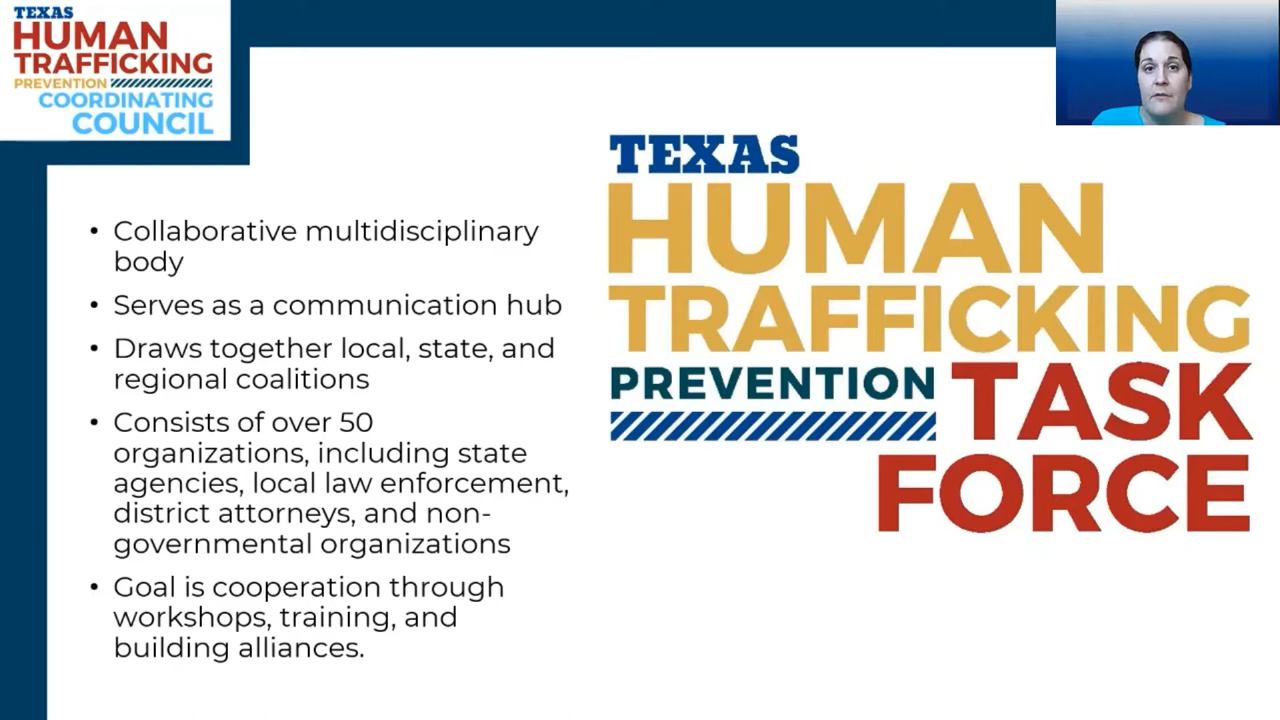 TEXAS
HUMAN
TRAFFICKING
PREVENTION
COORDINATING
COUNCIL
• Collaborative multidisciplinary
body
• Serves as a communication hub
• Draws together local, state, and
regional coalitions
• Consists of over 50
organizations, including state
agencies, local law enforcement,
district attorneys, and non-
governmental organizations
• Goal is cooperation through
workshops, training, and
building alliances.
TEXAS
HUMAN
TRAFFICKING
PREVENTION TASK
FORCE